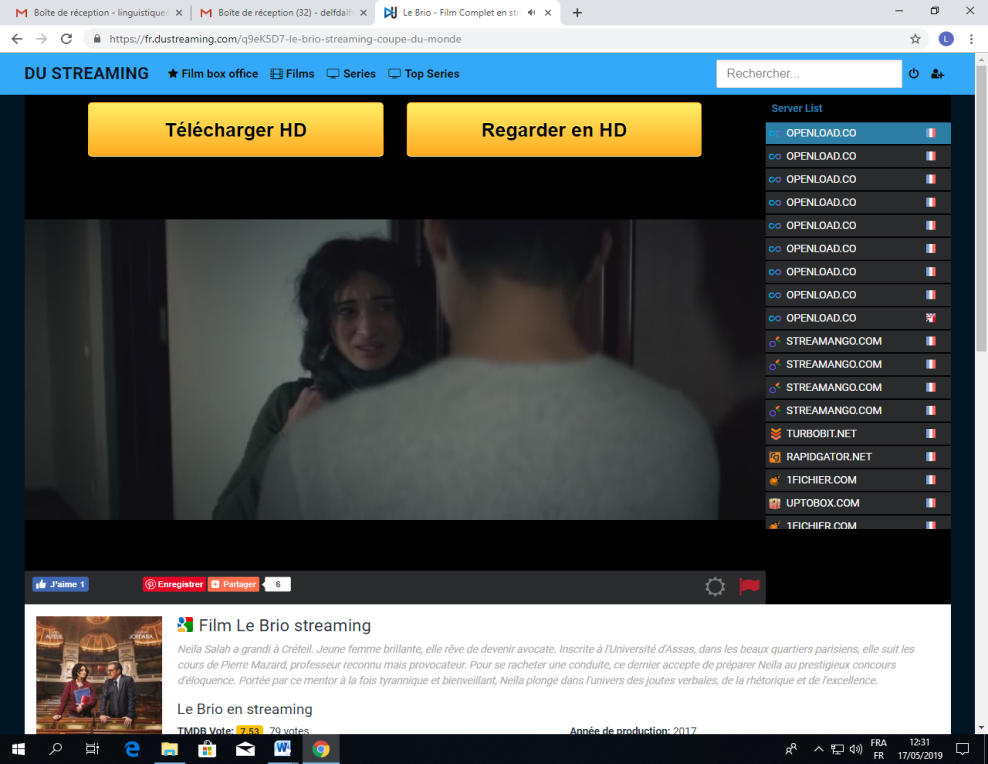 Boîte de réception - linguistique
Boîte de réception (32) - delfdalf
Le Brio - Film Complet en str
https://fr.dustreaming.com/q9eK5D7-le-brio-streaming-coupe-du-monde
L
DU STREAMING
Film box office
Films
Series
Top Series
Rechercher...
Télécharger HD
Regarder en HD
Server List
OPENLOAD.CO
OPENLOAD.CO
OPENLOAD.CO
OPENLOAD.CO
OPENLOAD.CO
OPENLOAD.CO
OPENLOAD.CO
OPENLOAD.CO
OPENLOAD.CO
STREAMANGO.COM
STREAMANGO.COM
STREAMANGO.COM
STREAMANGO.COM
TURBOBIT.NET
RAPIDGATOR.NET
1FICHIER.COM
UPTOBOX.COM
1FICHIER.COM
J'aime 1
Enregistrer
Partager
6
AUTEUIL
JORDANA
Film Le Brio streaming
Neïla Salah a grandi à Créteil. Jeune femme brillante, elle rêve de devenir avocate. Inscrite à l'Université d'Assas, dans les beaux quartiers parisiens, elle suit les
cours de Pierre Mazard, professeur reconnu mais provocateur. Pour se racheter une conduite, ce dernier accepte de préparer Neïla au prestigieux concours
d'éloquence. Portée par ce mentor à la fois tyrannique et bienveillant, Neïla plonge dans l'univers des joutes verbales, de la rhétorique et de l'excellence.
Le Brio en streaming
TMDB Vote: 7.53 79 votes
Année de production: 2017
FRA
FR
12:31
17/05/2019